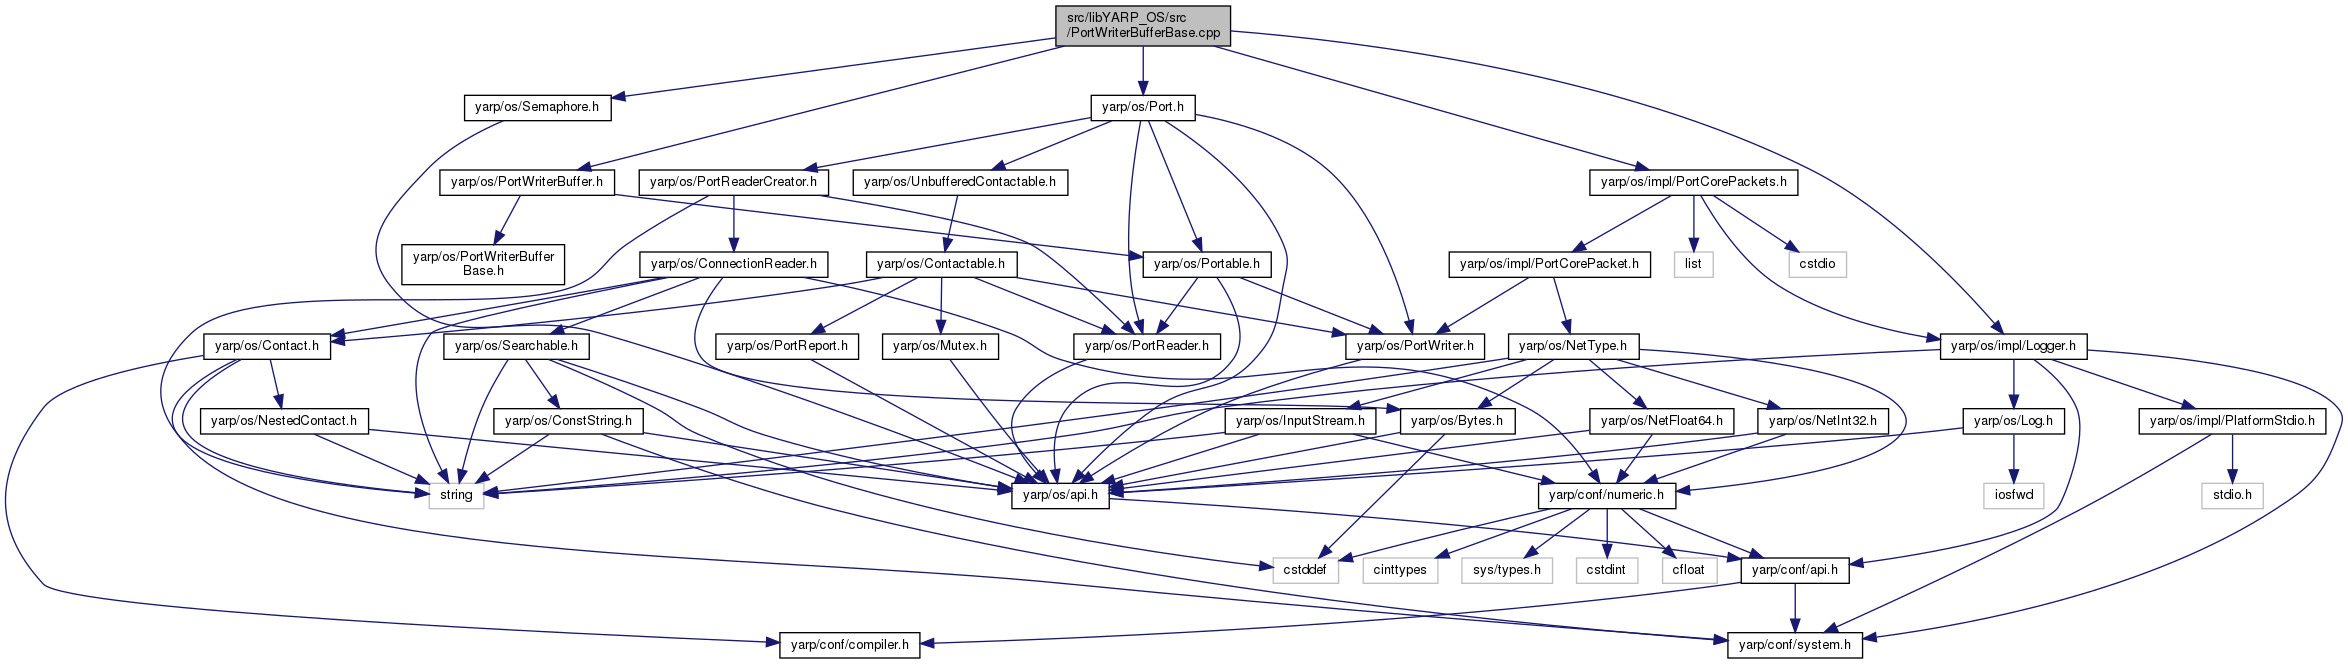 src/libYARP_OS/src
/PortWriterBufferBase.cpp
yarp/os/Semaphore.h
yarp/os/Port.h
yarp/os/PortWriterBuffer.h
yarp/os/PortReaderCreator.h
yarp/os/UnbufferedContactable.h
yarp/os/impl/PortCorePackets.h
yarp/os/PortWriterBuffer
Base.h
yarp/os/ConnectionReader.h
yarp/os/Contactable.h
yarp/os/Portable.h
yarp/os/impl/PortCorePacket.h
list
cstdio
yarp/os/Contact.h
yarp/os/Searchable.h
yarp/os/PortReport.h
yarp/os/Mutex.h
yarp/os/PortReader.h
yarp/os/PortWriter.h
yarp/os/NetType.h
yarp/os/impl/Logger.h
yarp/os/NestedContact.h
yarp/os/ConstString.h
yarp/os/InputStream.h
yarp/os/Bytes.h
yarp/os/NetFloat64.h
yarp/os/NetInt32.h
yarp/os/Log.h
yarp/os/impl/PlatformStdio.h
string
yarp/os/api.h
yarp/conf/numeric.h
iosfwd
stdio.h
cstddef
cinttypes
sys/types.h
cstdint
cfloat
yarp/conf/api.h
yarp/conf/compiler.h
yarp/conf/system.h